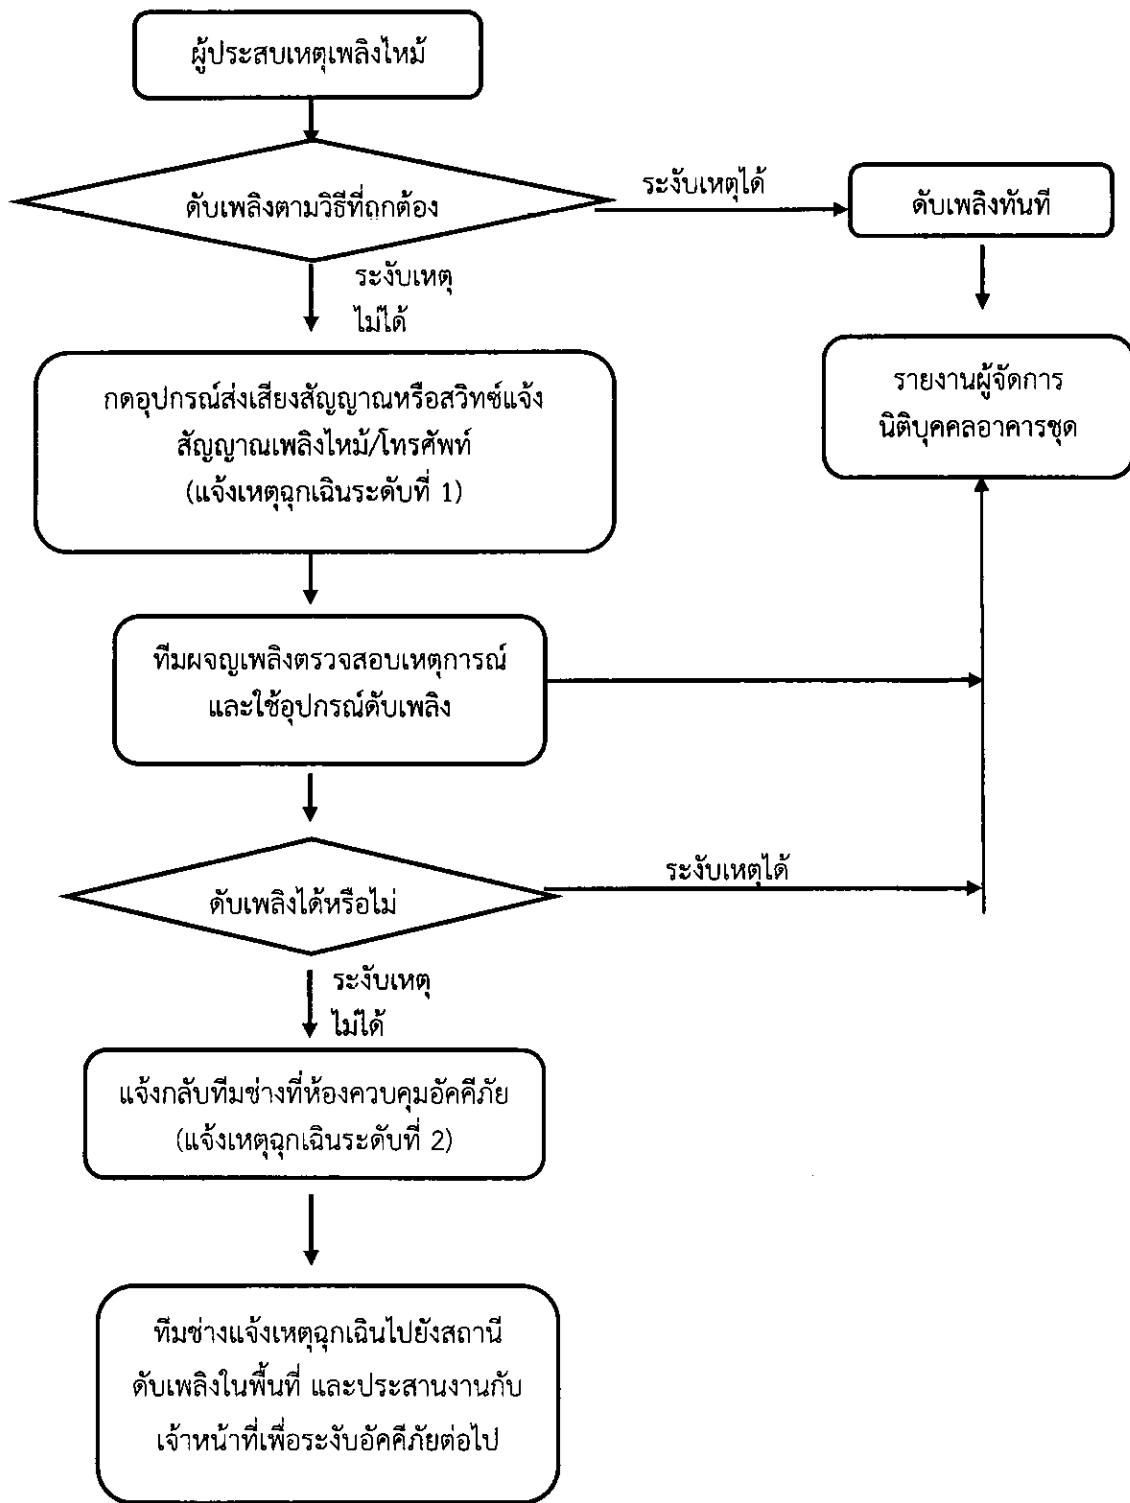 ผู้ประสบเหตุเพลิงไหม้
ดับเพลิงตามวิธีที่ถูกต้อง
ระงับเหตุได้
ดับเพลิงทันที
ระงับเหตุ
ไม่ได้
รายงานผู้จัดการ
นิติบุคคลอาคารชุด
กดอุปกรณ์ส่งเสียงสัญญาณหรือสวิทซ์แจ้ง
สัญญาณเพลิงไหม้/โทรศัพท์
(แจ้งเหตุฉุกเฉินระดับที่ 1)
ทีมผจญเพลิงตรวจสอบเหตุการณ์
และใช้อุปกรณ์ดับเพลิง
ดับเพลิงได้หรือไม่
ระงับเหตุได้
ระงับเหตุ
ไม่ได้
แจ้งกลับทีมช่างที่ห้องควบคุมอัคคีภัย
(แจ้งเหตุฉุกเฉินระดับที่ 2)
ทีมช่างแจ้งเหตุฉุกเฉินไปยังสถานี
ดับเพลิงในพื้นที่ และประสานงานกับ
เจ้าหน้าที่เพื่อระงับอัคคีภัยต่อไป